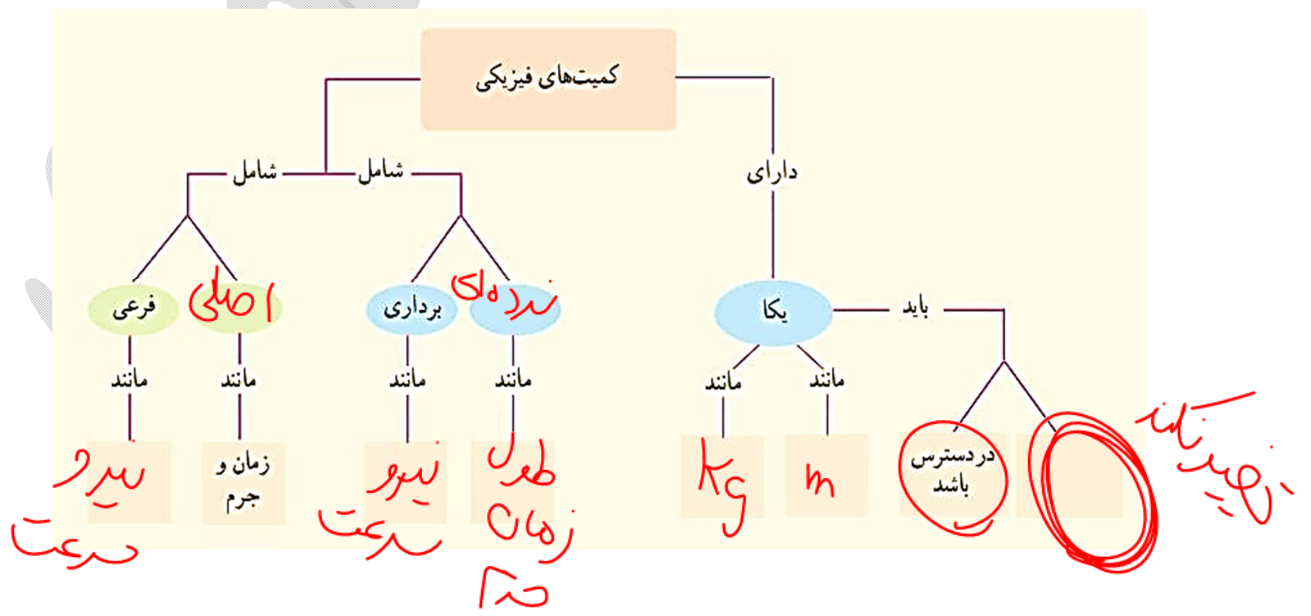 کمیت‌های فیزیکی
دارای
شامل
شامل
یکا
باید
نرده‌ای
برداری
اصلی
فرعی
مانند
مانند
مانند
مانند
مانند
مانند
تغییر نکند
در دسترس
باشد
m
kg
طول
زمان
جرم
نیرو
سرعت
زمان و
جرم
نیرو
سرعت